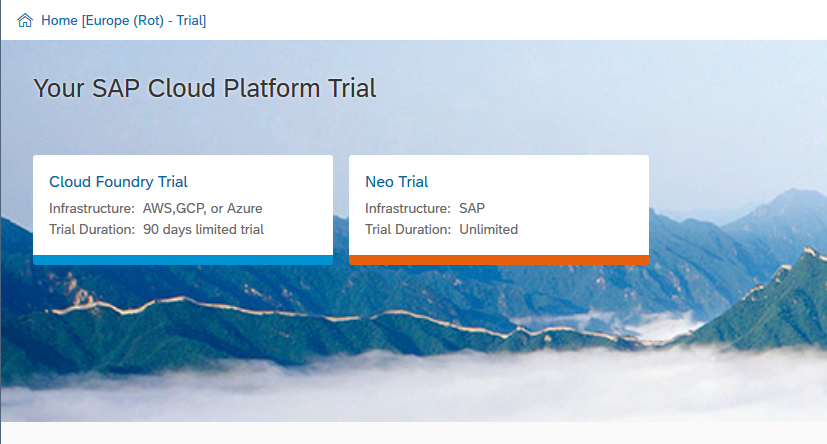 Home [Europe (Rot) - Trial]
Your SAP Cloud Platform Trial
Cloud Foundry Trial
Infrastructure: AWS,GCP, or Azure
Trial Duration: 90 days limited trial
Neo Trial
Infrastructure: SAP
Trial Duration: Unlimited